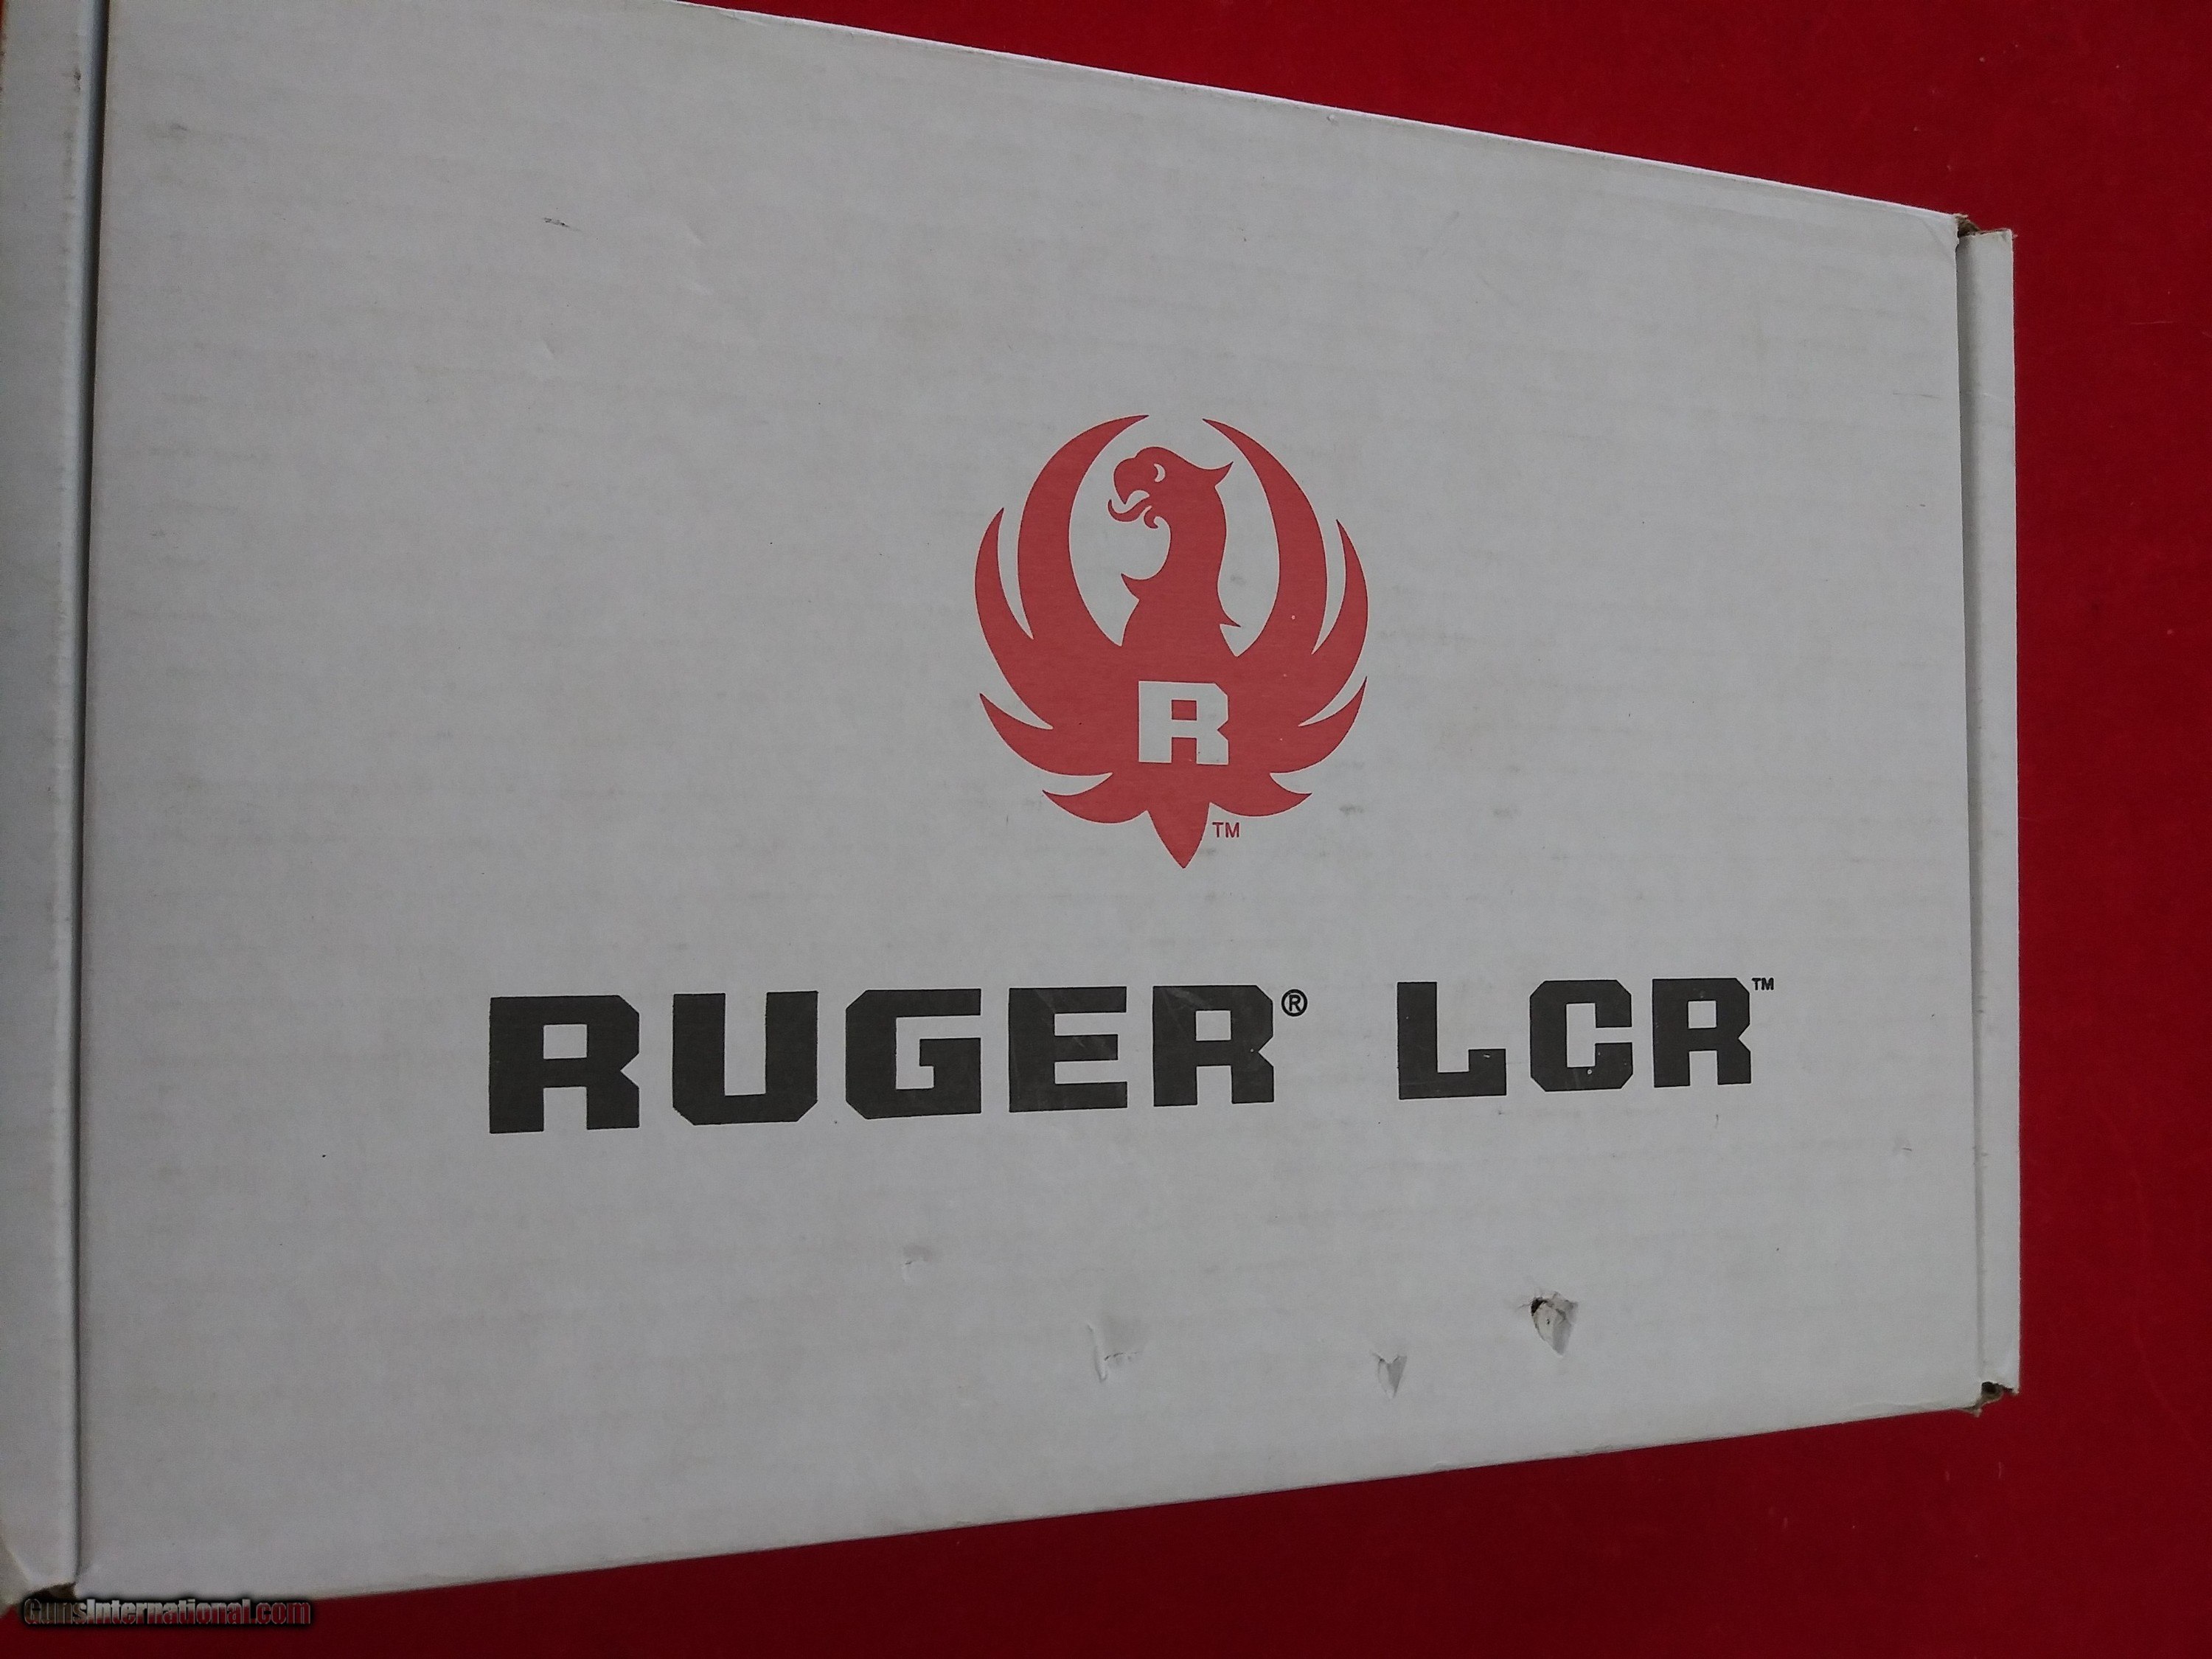 R
TM
RUGER® LCR™
GunsInternational.com